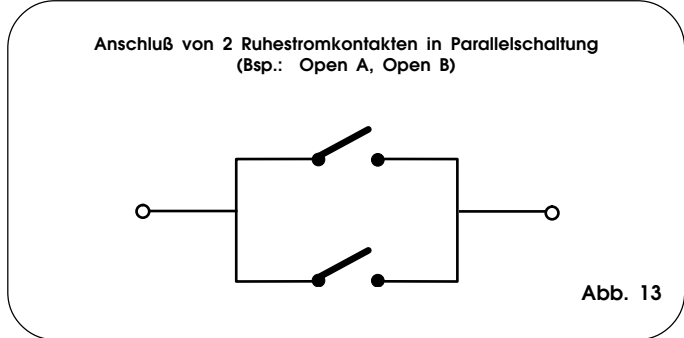 Anschluß von 2 Ruhestromkontakten in Parallelschaltung
(Bsp.: Open A, Open B)
Abb. 13